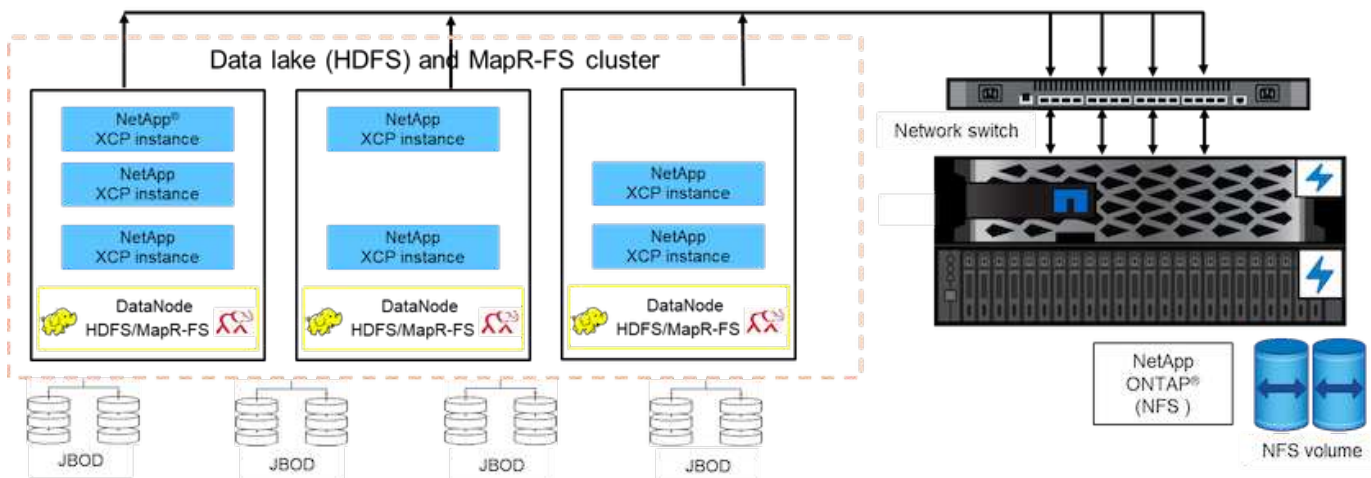 Data lake (HDFS) and MapR-FS cluster
NetApp®
XCP instance
NetApp
XCP instance
NetApp
XCP instance
DataNode
HDFS/MapR-FS
NetApp
XCP instance
NetApp
XCP instance
DataNode
HDFS/MapR-FS
NetApp
XCP instance
NetApp
XCP instance
DataNode
HDFS/MapR-FS
JBOD
JBOD
JBOD
JBOD
Network switch
NetApp
ONTAP®
(NFS )
NFS volume